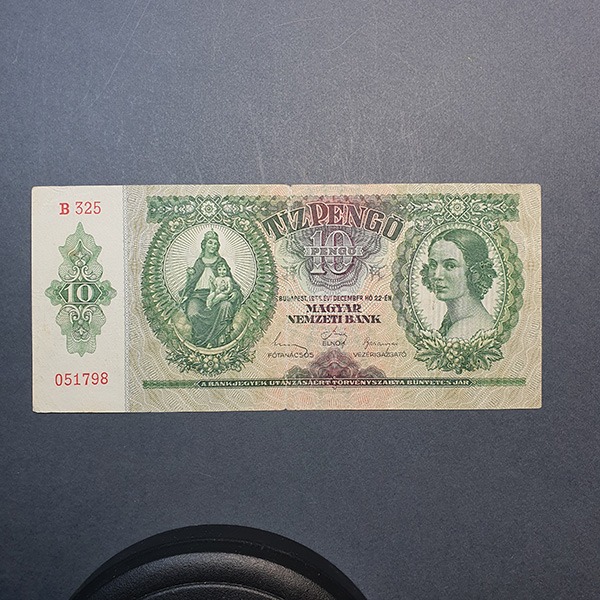 B 325
TÍZ PENGŐ
10
PENGŐ
10
BUDAPEST, 1936. ÉVI DECEMBER HÓ 22-ÉN
MAGYAR
NEMZETI BANK
ELNÖK
FŐTANÁCSOS VEZÉRIGAZGATÓ
051798
A BANKJEGYEK UTÁNZÁSÁÉRT TÖRVÉNYSZABTA BÜNTETÉS JÁR